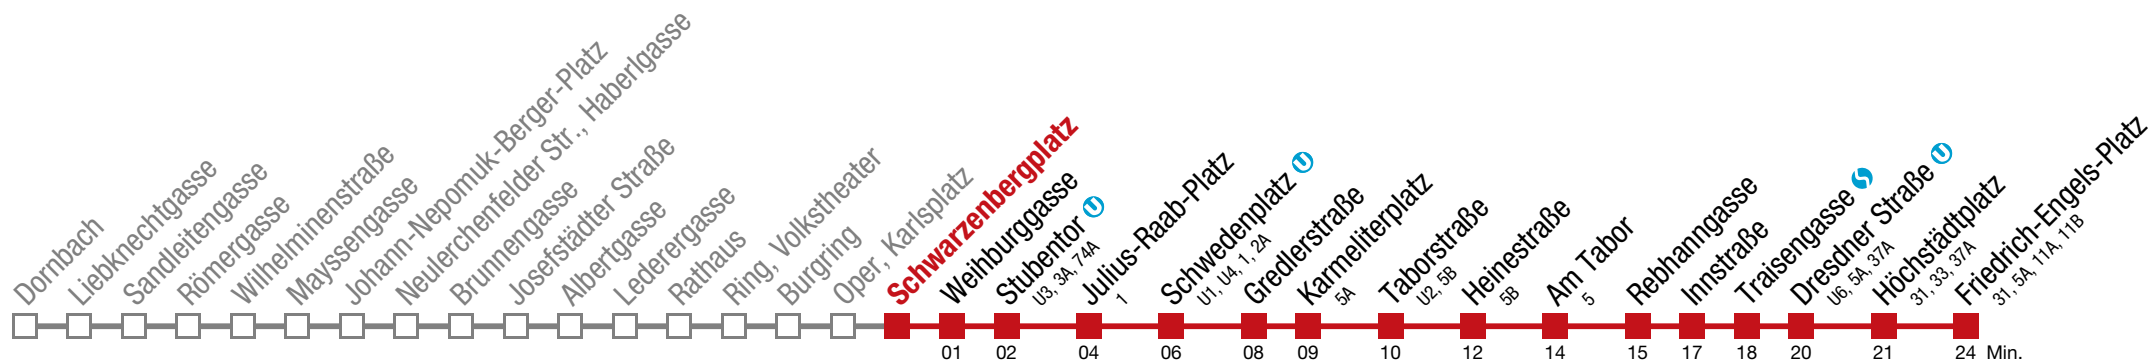 Dornbach
Liebknechtgasse
Sandleitengasse
Römergasse
Wilhelminenstraße
Mayssengasse
Johann-Nepomuk-Berger-Platz
Neulerchenfelder Str., Haberlgasse
Brunnengasse
Josefstädter Straße
Albertgasse
Lederergasse
Rathaus
Ring, Volkstheater
Burgring
Oper, Karlsplatz
Schwarzenbergplatz
Weihburggasse
Stubentor U
U3, 3A, 74A
Julius-Raab-Platz
1
Schwedenplatz U
U1, U4, 1, 2A
Gredlerstraße
Karmeliterplatz
5A
Taborstraße
U2, 5B
Heinestraße
5B
Am Tabor
5
Rebhanngasse
Innstraße
Traisengasse S
Dresdner Straße U
U6, 5A, 37A
Höchstädtplatz
31, 33, 37A
Friedrich-Engels-Platz
31, 5A, 11A, 11B
01 02 04 06 08 09 10 12 14 15 17 18 20 21 24 Min.